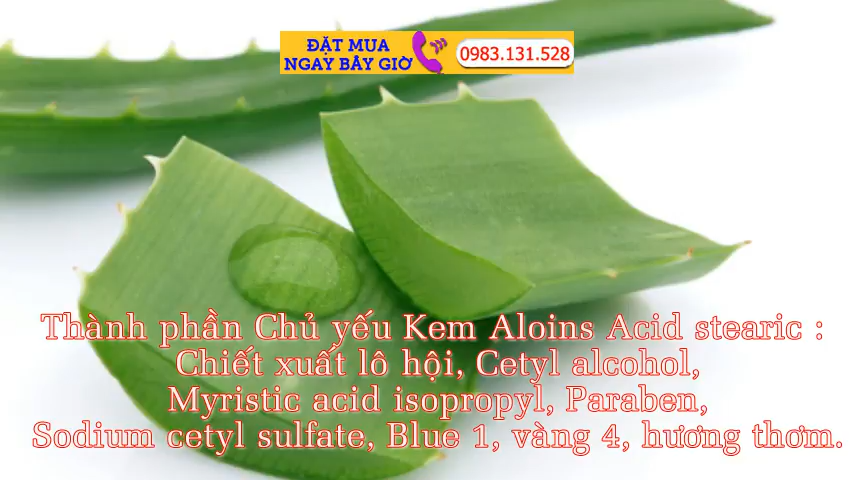 ĐẶT MUA
NGAY BÂY GIỜ
0983.131.528
Thành phần Chủ yếu Kem Aloins Acid stearic :
Chiết xuất lô hội, Cetyl alcohol,
Myristic acid isopropyl, Paraben,
Sodium cetyl sulfate, Blue 1, vàng 4, hương thơm.